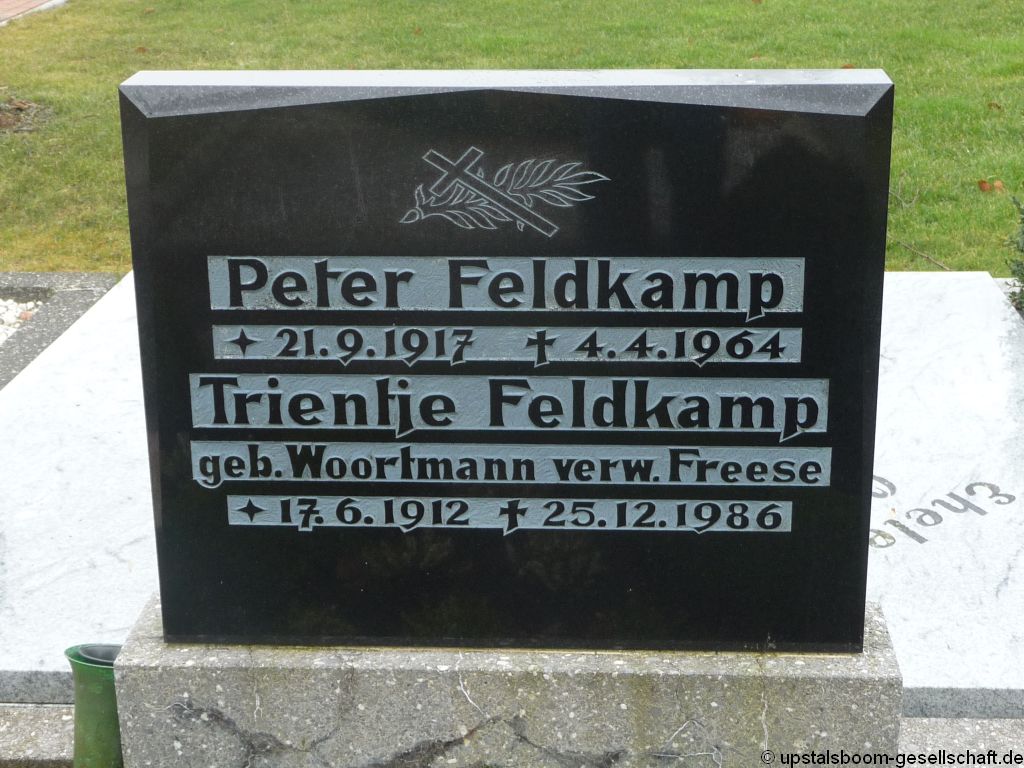 Peter Feldkamp
✦ 21.9.1917 ✝ 4.4.1964
Trientje Feldkamp
geb. Woortmann verw. Freese
✦ 17.6.1912 ✝ 25.12.1986
© upstalsboom-gesellschaft.de